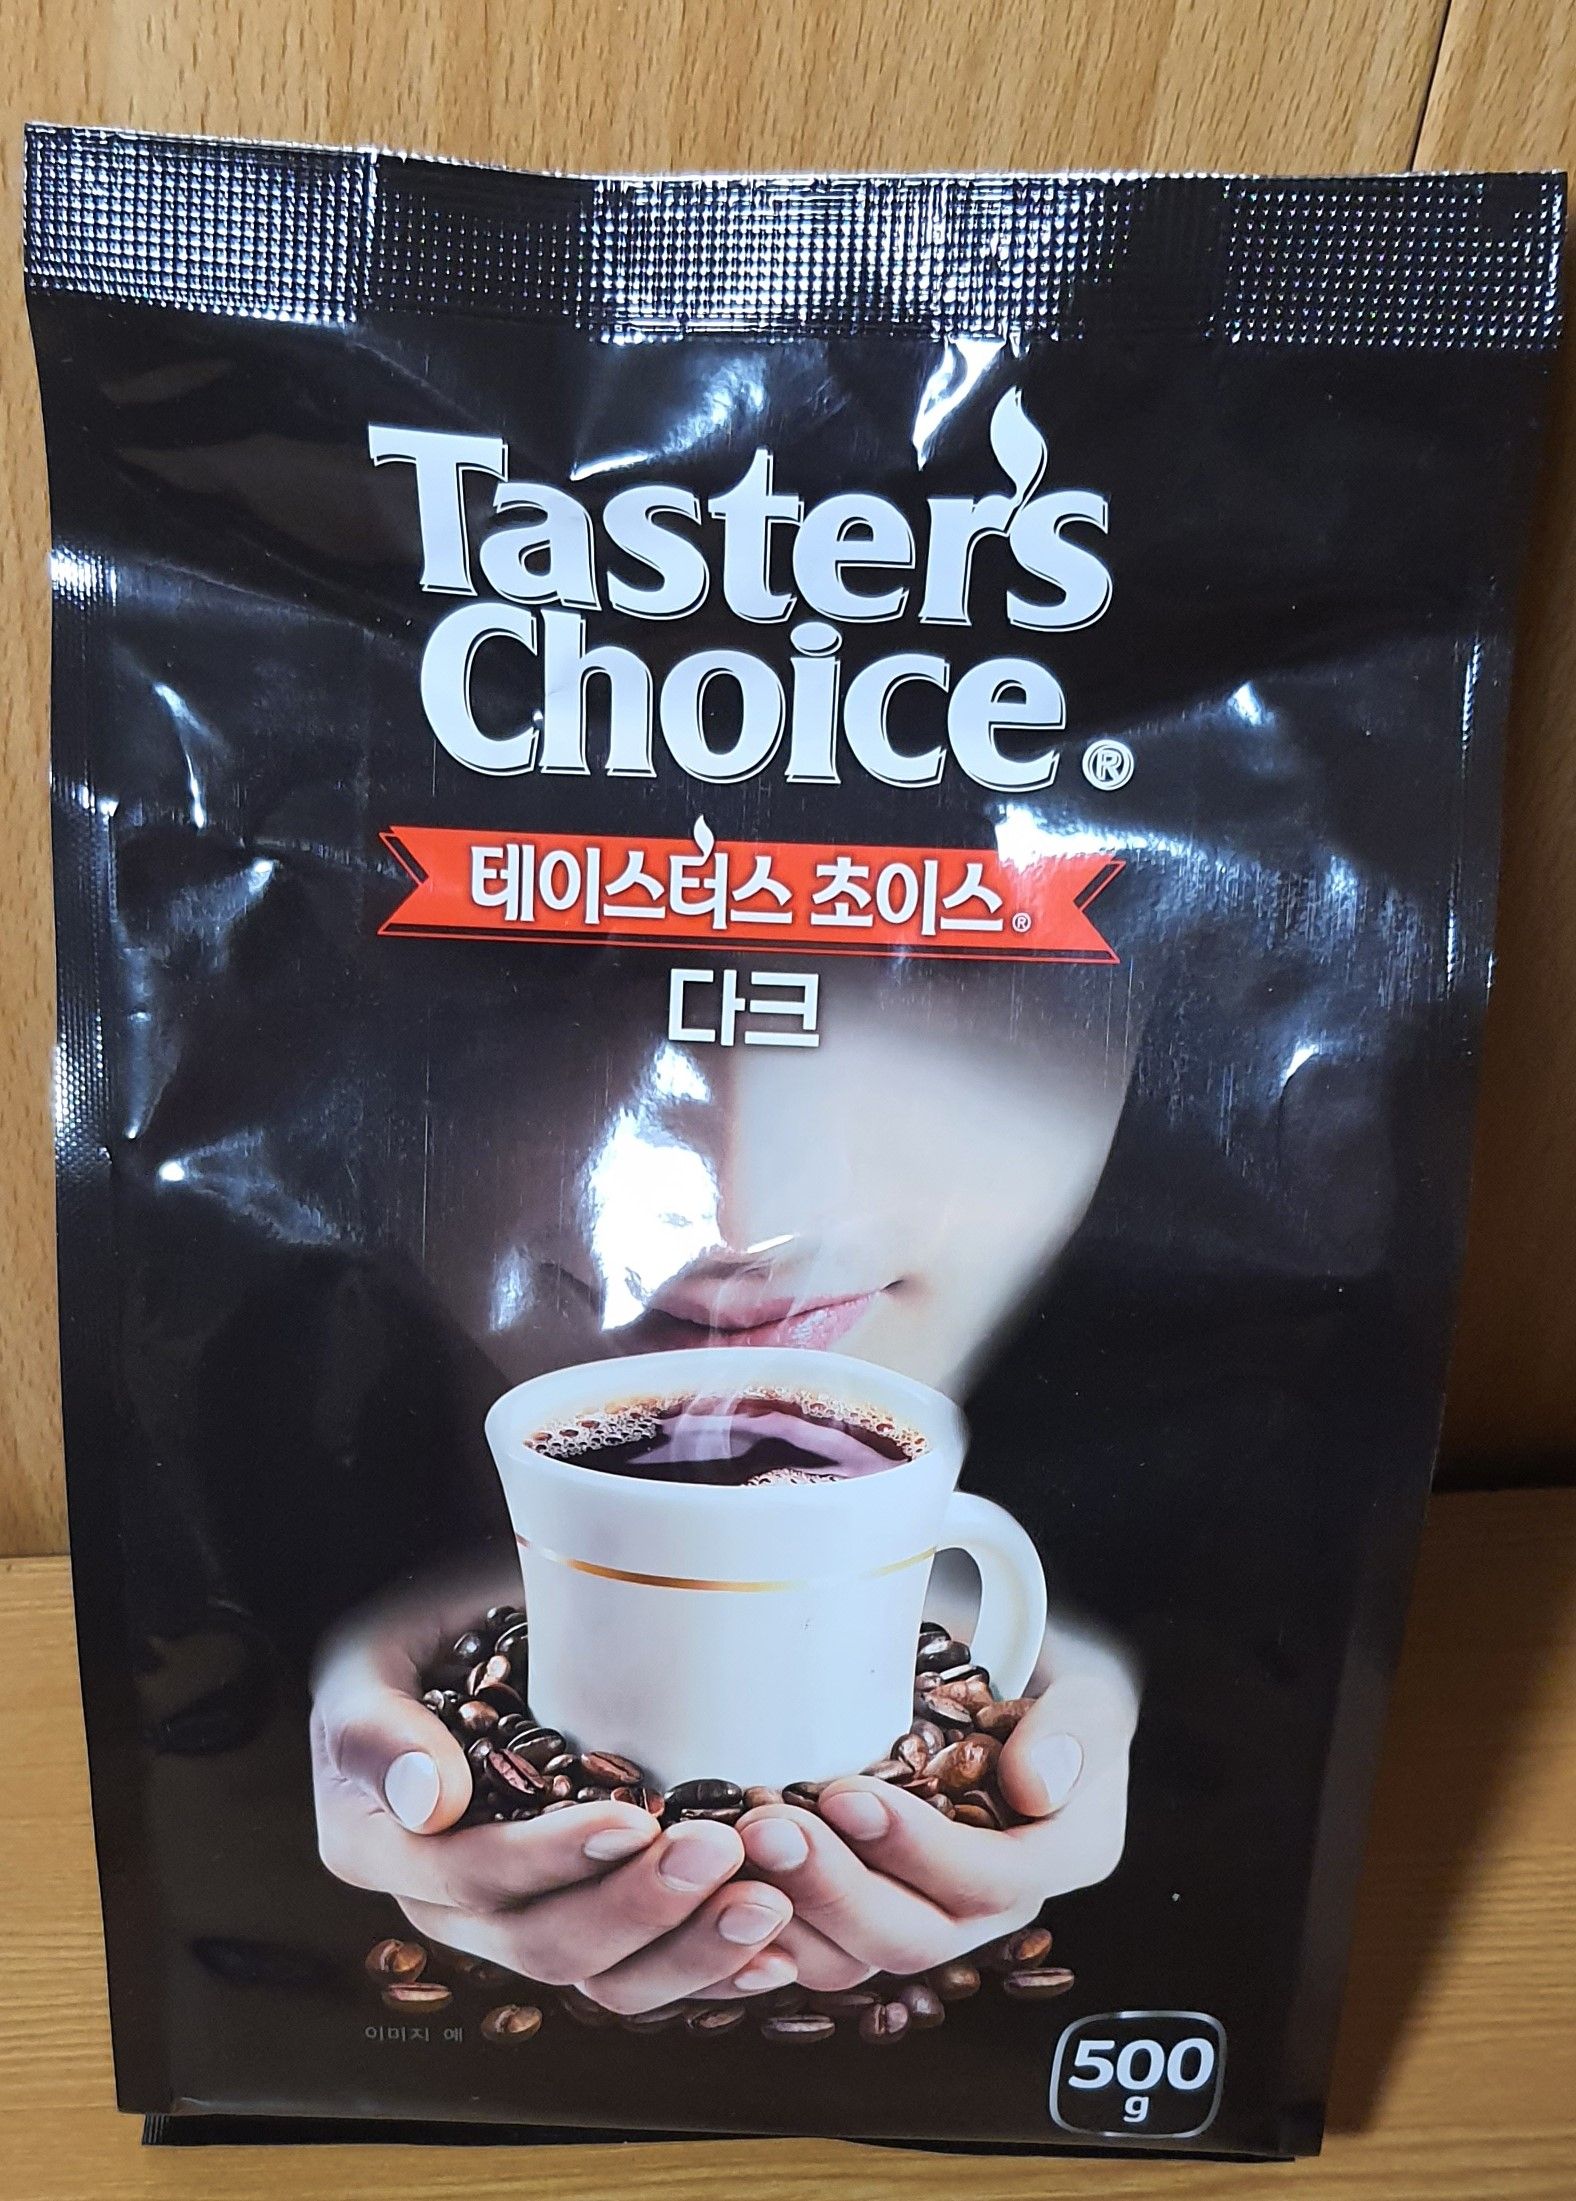 Taster's
Choice®
테이스터스 초이스®
다크
이미지 예
500
g